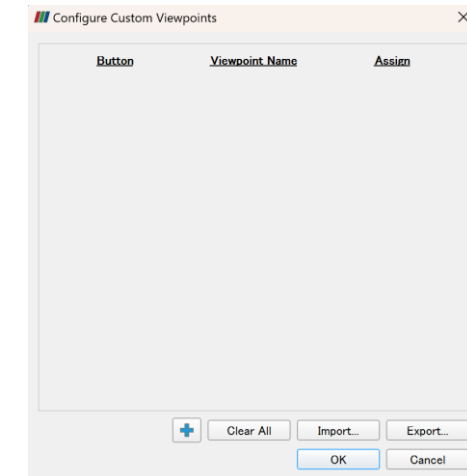 Configure Custom Viewpoints
Button Viewpoint Name Assign
Clear All Import... Export...
OK Cancel